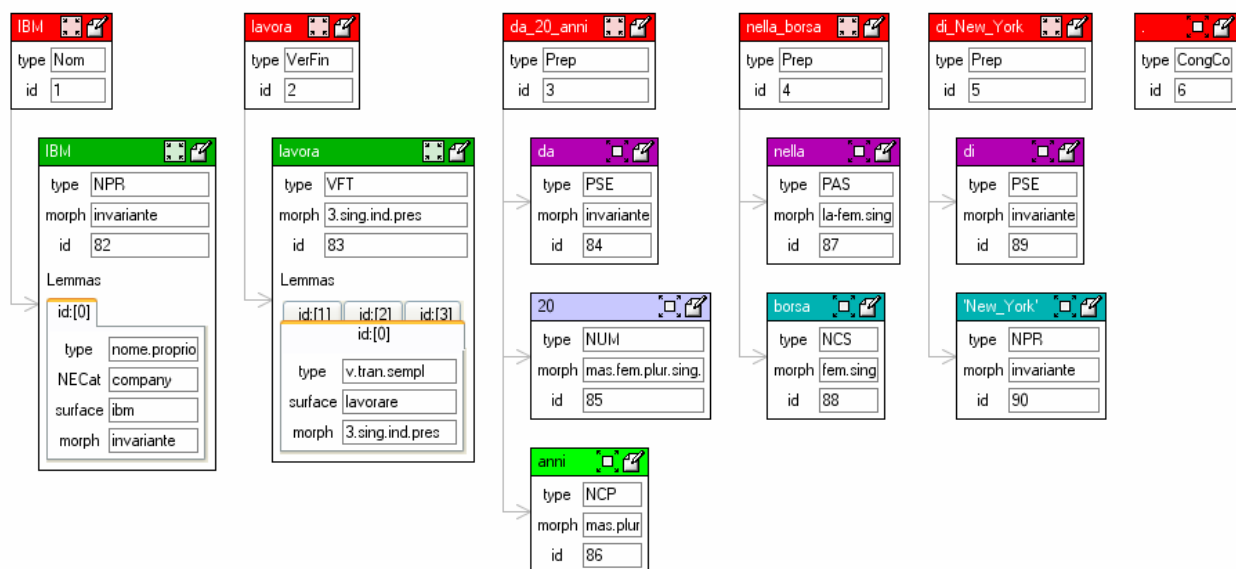 IBM lavora da_20_anni nella_borsa di_New_York .
type Nom type VerFin type Prep type Prep type Prep type CongCo
id 1 id 2 id 3 id 4 id 5 id 6
IBM lavora da nella di
type NPR type VFT type PSE type PAS type PSE
morph invariante morph 3.sing.ind.pres morph invariante morph la-fem.sing morph invariante
id 82 id 83 id 84 id 87 id 89
Lemmas Lemmas
20 borsa 'New_York'
id:[0] id:[1] id:[2] id:[3]
id:[0]
type NUM type NCS type NPR
type nome.proprio type v.tran.sempl
morph mas.fem.plur.sing. morph fem.sing morph invariante
NECat company surface lavorare
id 85 id 88 id 90
surface ibm morph 3.sing.ind.pres
morph invariante
anni
type NCP
morph mas.plur
id 86